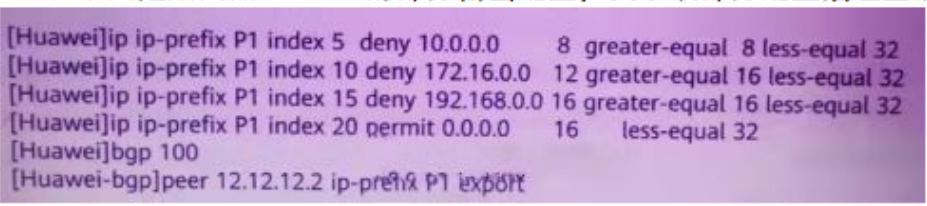 [Huawei]ip ip-prefix P1 index 5 deny 10.0.0.0 8 greater-equal 8 less-equal 32
[Huawei]ip ip-prefix P1 index 10 deny 172.16.0.0 12 greater-equal 16 less-equal 32
[Huawei]ip ip-prefix P1 index 15 deny 192.168.0.0 16 greater-equal 16 less-equal 32
[Huawei]ip ip-prefix P1 index 20 permit 0.0.0.0 16 less-equal 32
[Huawei]bgp 100
[Huawei-bgp]peer 12.12.12.2 ip-prefix P1 export